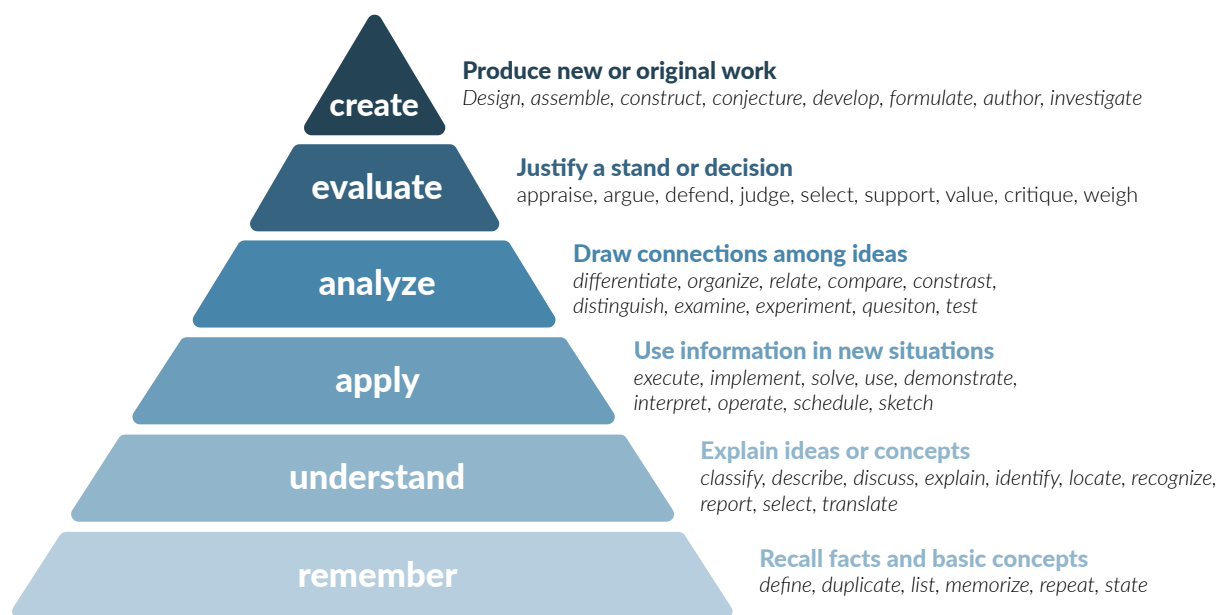 create
Produce new or original work
Design, assemble, construct, conjecture, develop, formulate, author, investigate
evaluate
Justify a stand or decision
appraise, argue, defend, judge, select, support, value, critique, weigh
analyze
Draw connections among ideas
differentiate, organize, relate, compare, constrast,
distinguish, examine, experiment, quesiton, test
apply
Use information in new situations
execute, implement, solve, use, demonstrate,
interpret, operate, schedule, sketch
understand
Explain ideas or concepts
classify, describe, discuss, explain, identify, locate, recognize,
report, select, translate
remember
Recall facts and basic concepts
define, duplicate, list, memorize, repeat, state